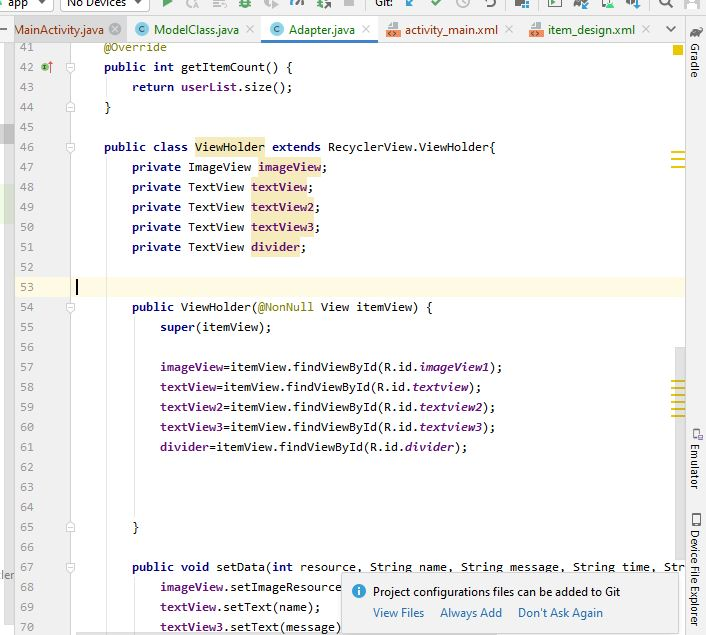 app No Devices Git:
MainActivity.java ModelClass.java Adapter.java activity_main.xml item_design.xml
41 @Override
42 public int getItemCount() {
43 return userList.size();
44 }
45
46 public class ViewHolder extends RecyclerView.ViewHolder{
47 private ImageView imageView;
48 private TextView textView;
49 private TextView textView2;
50 private TextView textView3;
51 private TextView divider;
52
53
54 public ViewHolder(@NonNull View itemView) {
55 super(itemView);
56
57 imageView=itemView.findViewById(R.id.imageView1);
58 textView=itemView.findViewById(R.id.textview);
59 textView2=itemView.findViewById(R.id.textview2);
60 textView3=itemView.findViewById(R.id.textview3);
61 divider=itemView.findViewById(R.id.divider);
62
63
64
65 }
66
67 public void setData(int resource, String name, String message, String time, Str
68 imageView.setImageResource
69 textView.setText(name);
70 textView3.setText(message)
Project configurations files can be added to Git
View Files Always Add Don't Ask Again
Gradle
Emulator
Device File Explorer